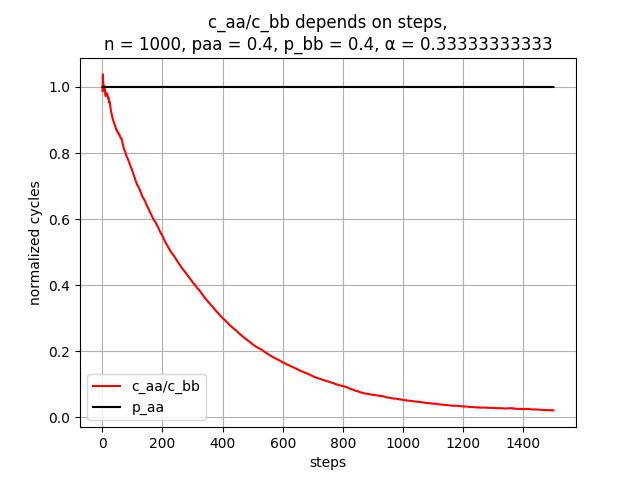 c_aa/c_bb depends on steps,
n = 1000, paa = 0.4, p_bb = 0.4, α = 0.33333333333
normalized cycles
1.0
0.8
0.6
0.4
0.2
0.0
c_aa/c_bb
p_aa
0 200 400 600 800 1000 1200 1400
steps